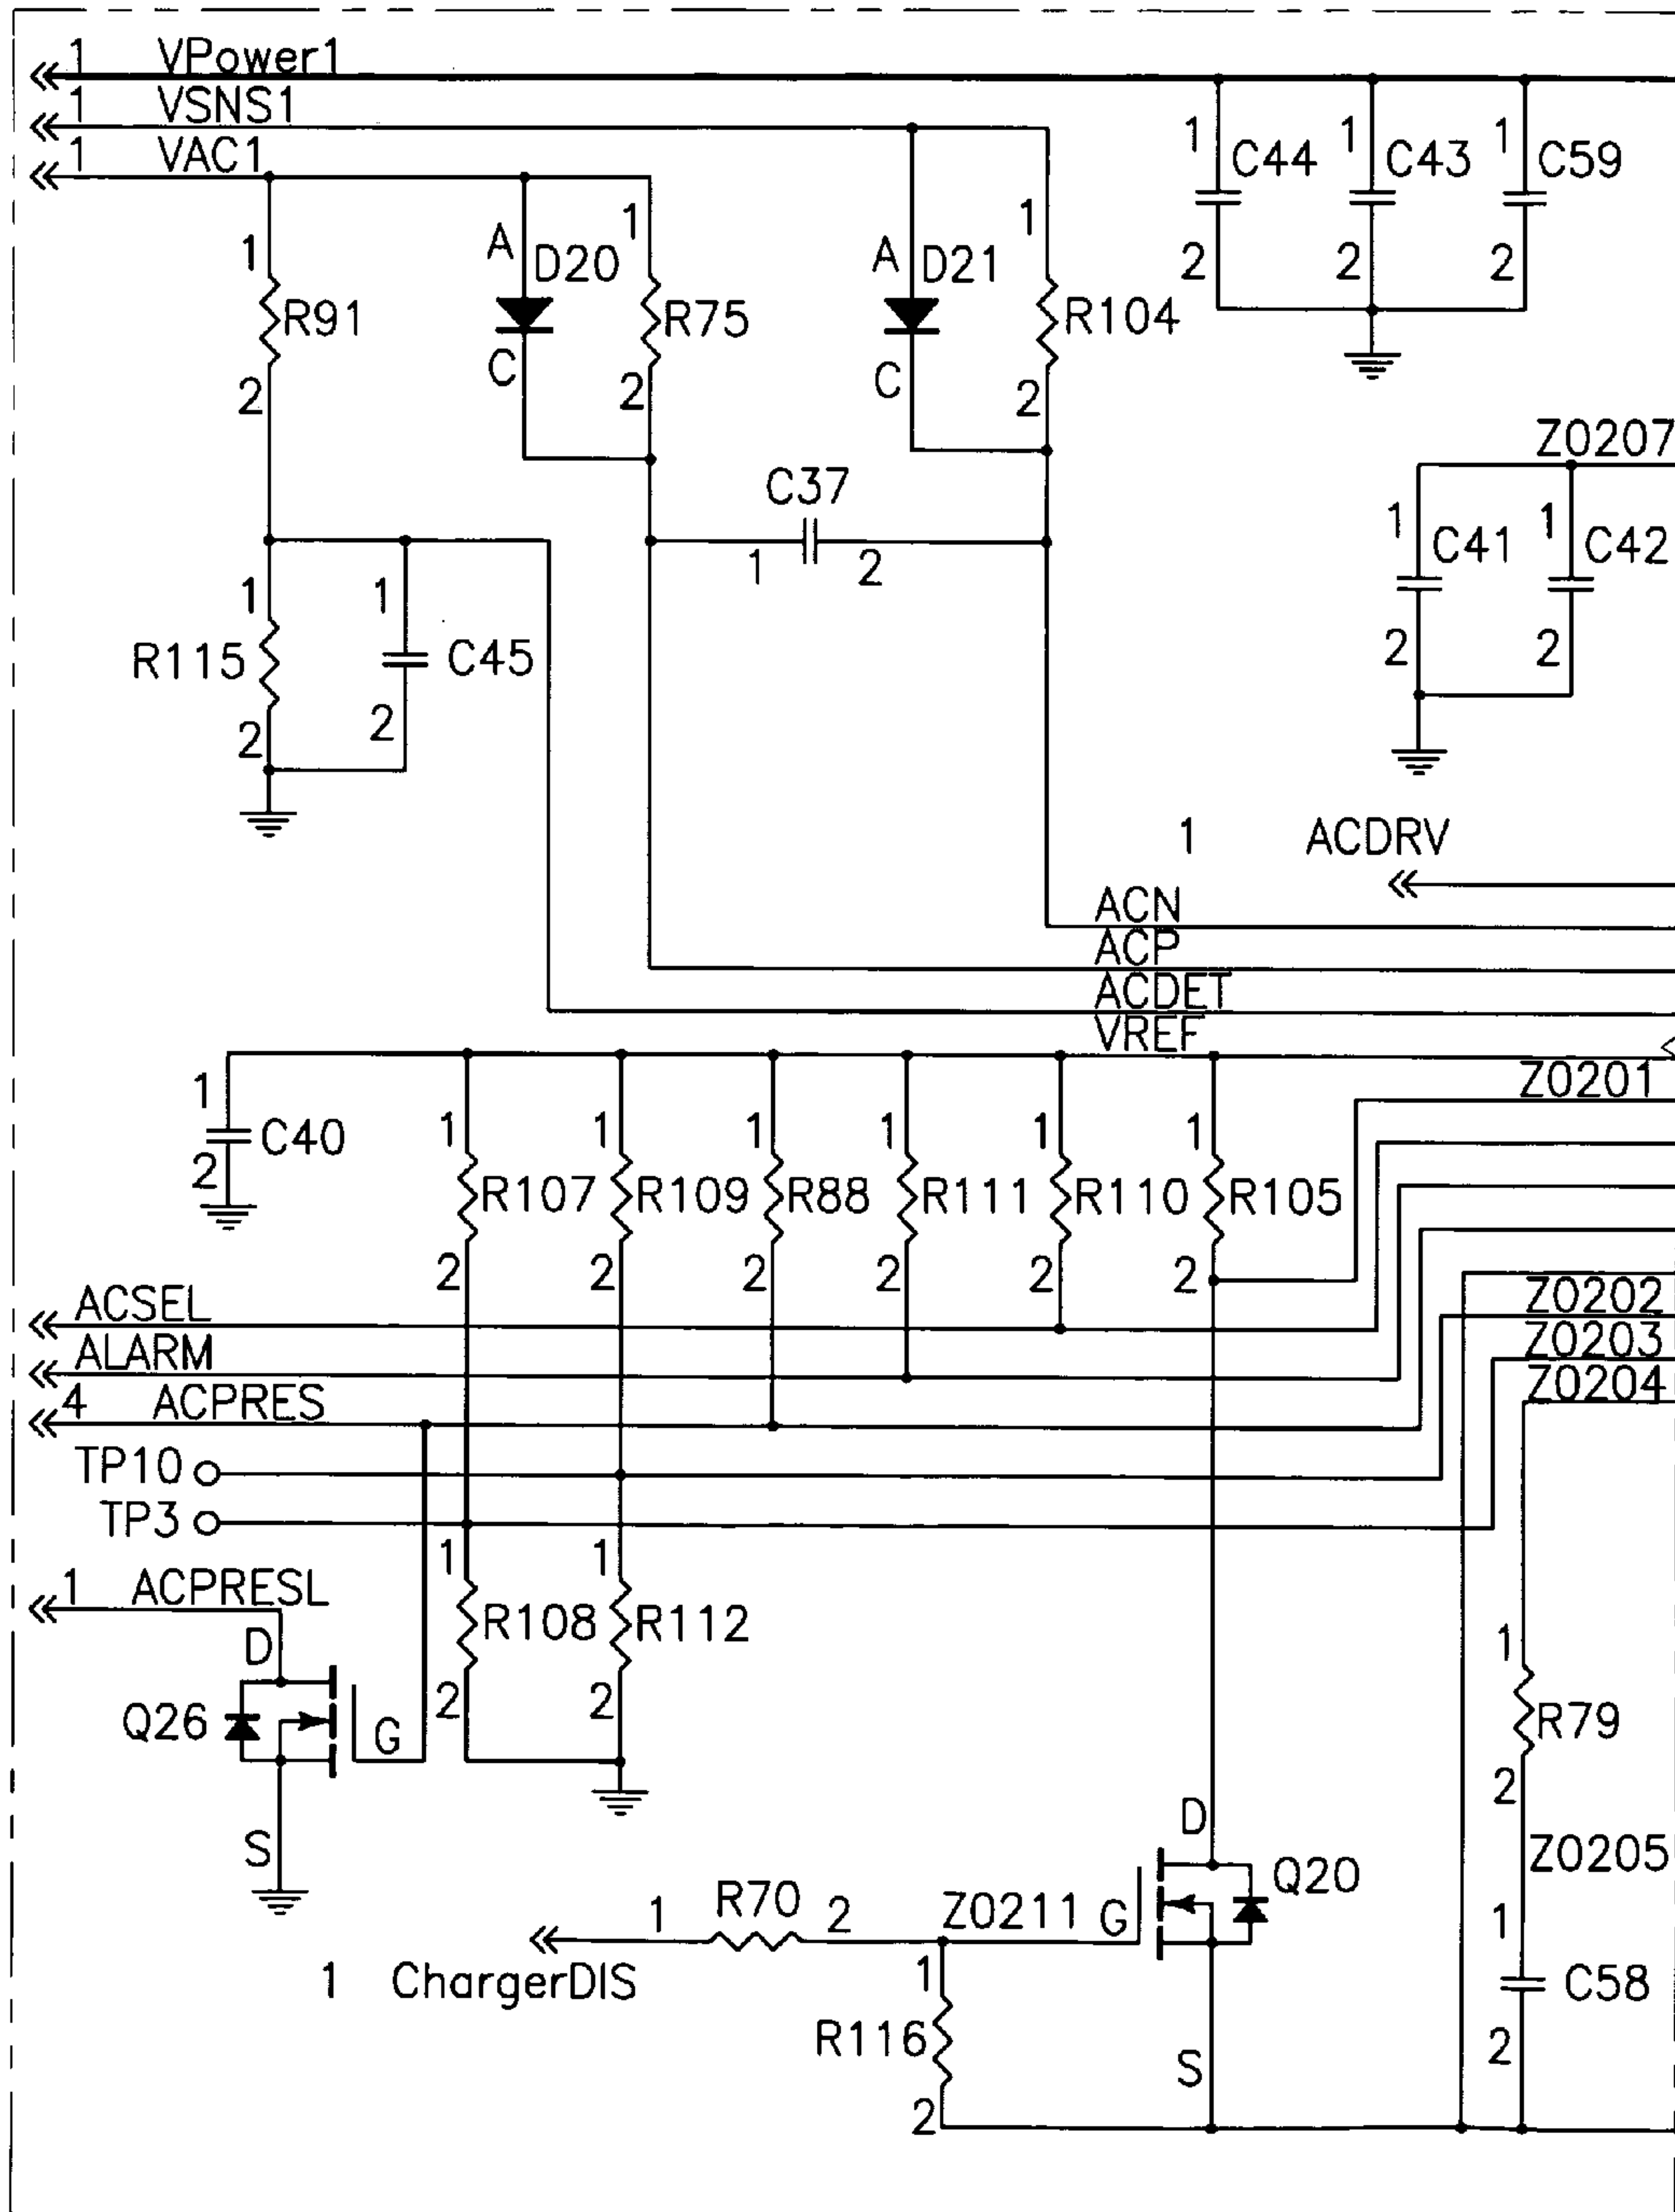 1 VPower1
1 VSNS1
1 VAC1
1 C44 1 C43 1 C59
2 2 2
1 A D20 1 A D21 1
R91 R75 R104
2 C 2 C 2
Z0207
C37
1 2
1 C41 1 C42
2 2
1 1
R115 C45
2 2
1 ACDRV
ACN
ACP
ACDET
VREF
Z0201
1 C40
2
1 1 1 1 1 1
R107 R109 R88 R111 R110 R105
2 2 2 2 2 2
ACSEL
Z0202
ALARM
Z0203
4 ACPRES
Z0204
TP10
TP3
1 1
1 ACPRESL
R108 R112
D
2 2
Q26 G
S
1
R79
2
Z0205
D
Q20
1 R70 2 Z0211 G
1 ChargerDIS
1
R116
2
S
1
C58
2